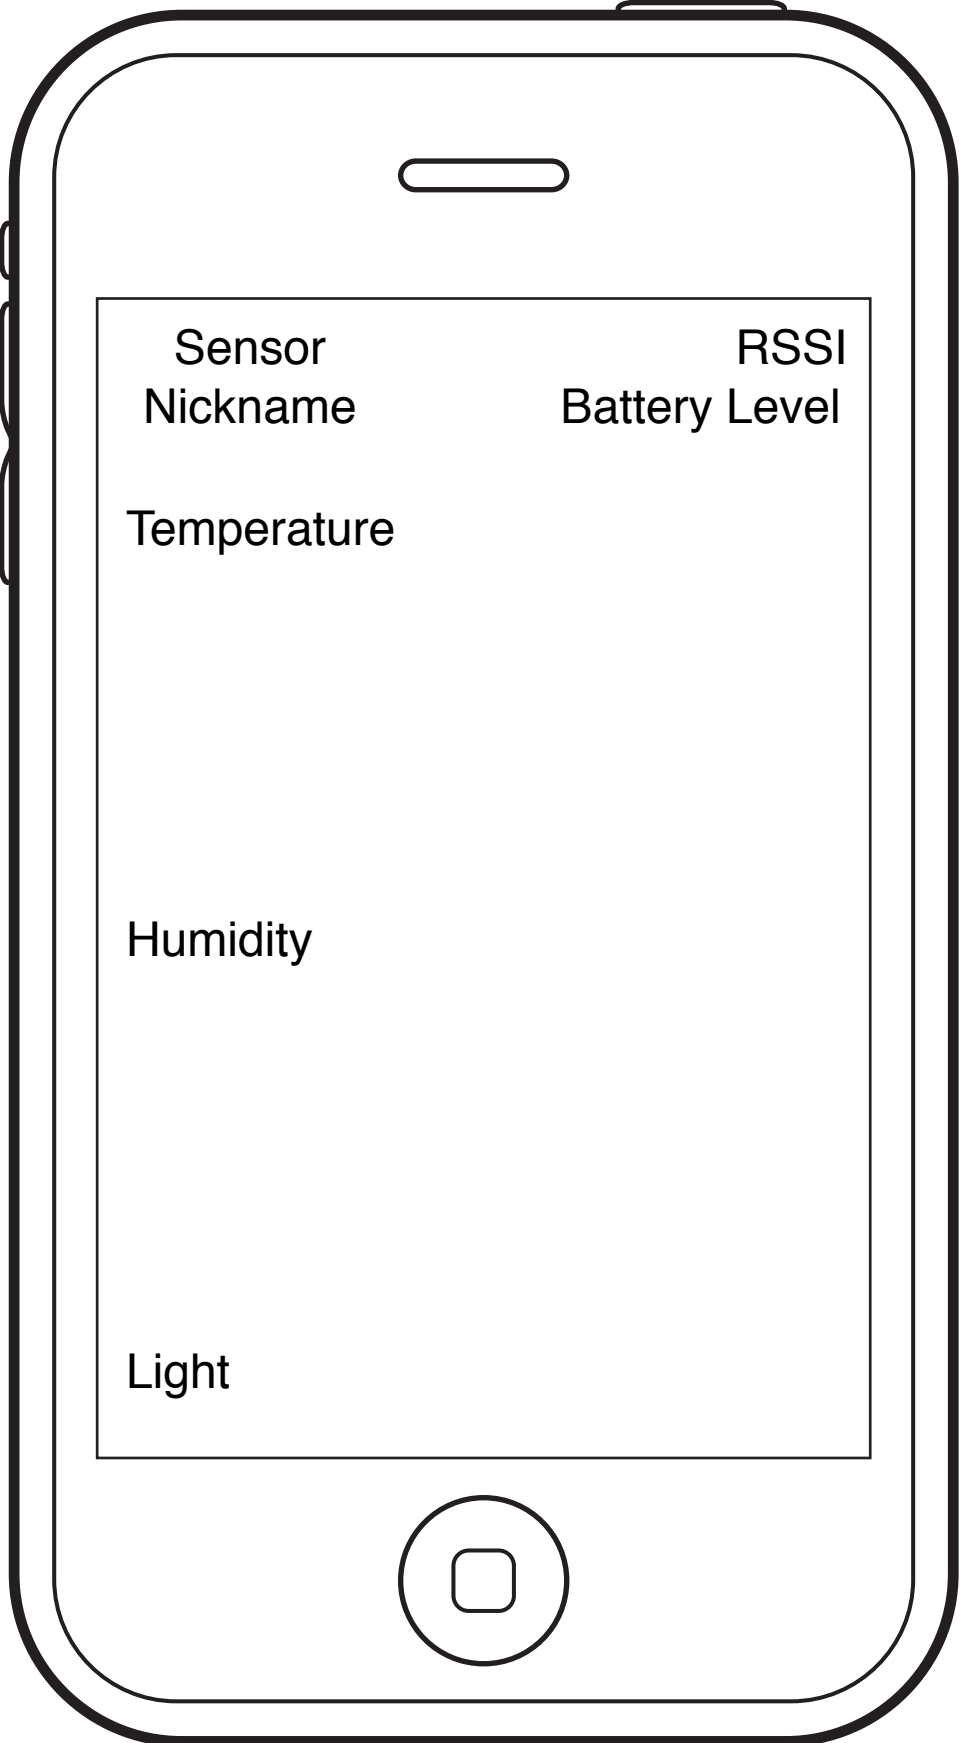 Sensor RSSI
Nickname Battery Level
Temperature
Humidity
Light